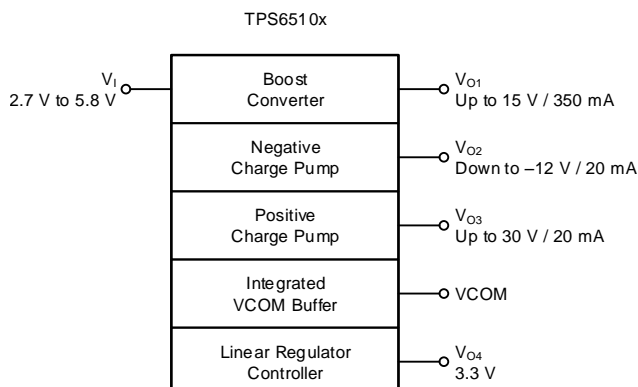 TPS6510x
V_I
2.7 V to 5.8 V
Boost
Converter
V_O1
Up to 15 V / 350 mA
Negative
Charge Pump
V_O2
Down to –12 V / 20 mA
Positive
Charge Pump
V_O3
Up to 30 V / 20 mA
Integrated
VCOM Buffer
VCOM
Linear Regulator
Controller
V_O4
3.3 V